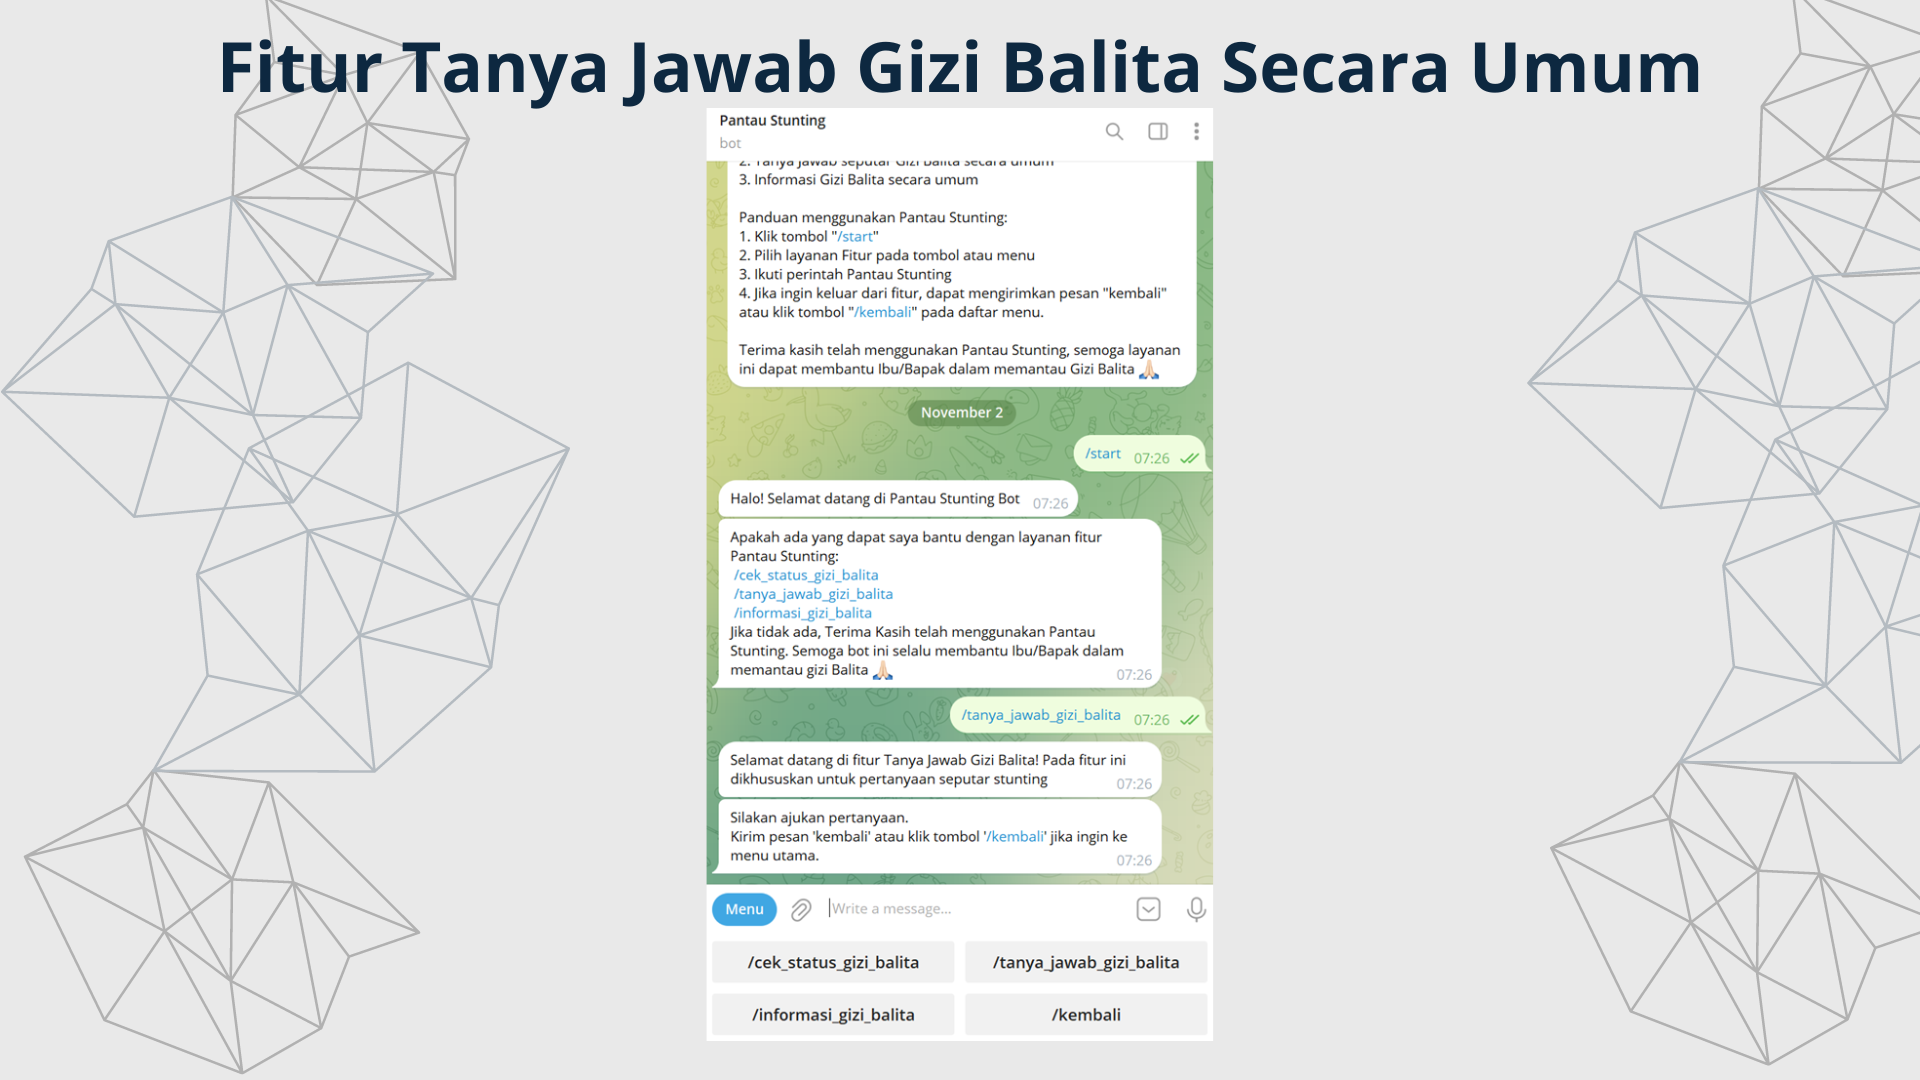 Fitur Tanya Jawab Gizi Balita Secara Umum
Pantau Stunting
bot
2. Tanya Jawab seputar Gizi Balita secara umum
3. Informasi Gizi Balita secara umum
Panduan menggunakan Pantau Stunting:
1. Klik tombol "/start"
2. Pilih layanan Fitur pada tombol atau menu
3. Ikuti perintah Pantau Stunting
4. Jika ingin keluar dari fitur, dapat mengirimkan pesan "kembali"
atau klik tombol "/kembali" pada daftar menu.
Terima kasih telah menggunakan Pantau Stunting, semoga layanan
ini dapat membantu Ibu/Bapak dalam memantau Gizi Balita 🙏🏻
November 2
/start 07:26
Halo! Selamat datang di Pantau Stunting Bot 07:26
Apakah ada yang dapat saya bantu dengan layanan fitur
Pantau Stunting:
/cek_status_gizi_balita
/tanya_jawab_gizi_balita
/informasi_gizi_balita
Jika tidak ada, Terima Kasih telah menggunakan Pantau
Stunting. Semoga bot ini selalu membantu Ibu/Bapak dalam
memantau gizi Balita 🙏🏻 07:26
/tanya_jawab_gizi_balita 07:26
Selamat datang di fitur Tanya Jawab Gizi Balita! Pada fitur ini
dikhususkan untuk pertanyaan seputar stunting 07:26
Silakan ajukan pertanyaan.
Kirim pesan 'kembali' atau klik tombol '/kembali' jika ingin ke
menu utama. 07:26
Menu Write a message...
/cek_status_gizi_balita /tanya_jawab_gizi_balita
/informasi_gizi_balita /kembali